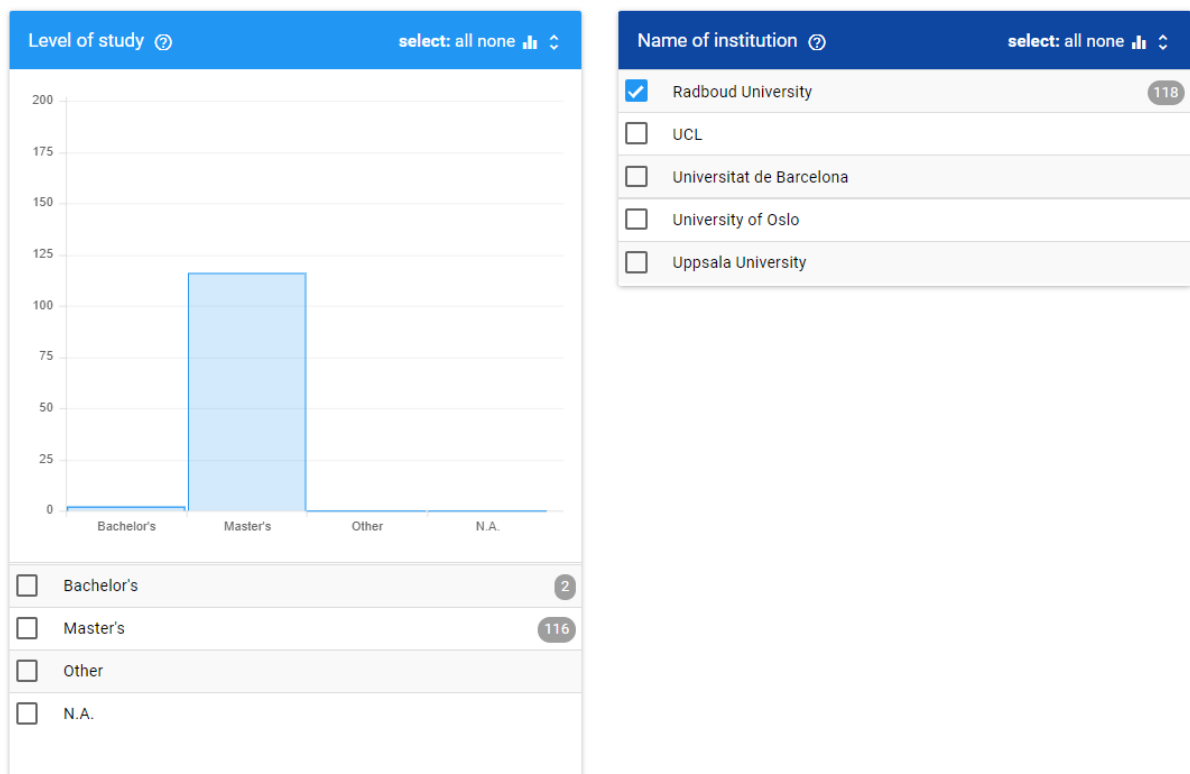 Level of study ? select: all none
200
175
150
125
100
75
50
25
0
Bachelor's Master's Other N.A.
Bachelor's 2
Master's 116
Other
N.A.
Name of institution ? select: all none
Radboud University 118
UCL
Universitat de Barcelona
University of Oslo
Uppsala University